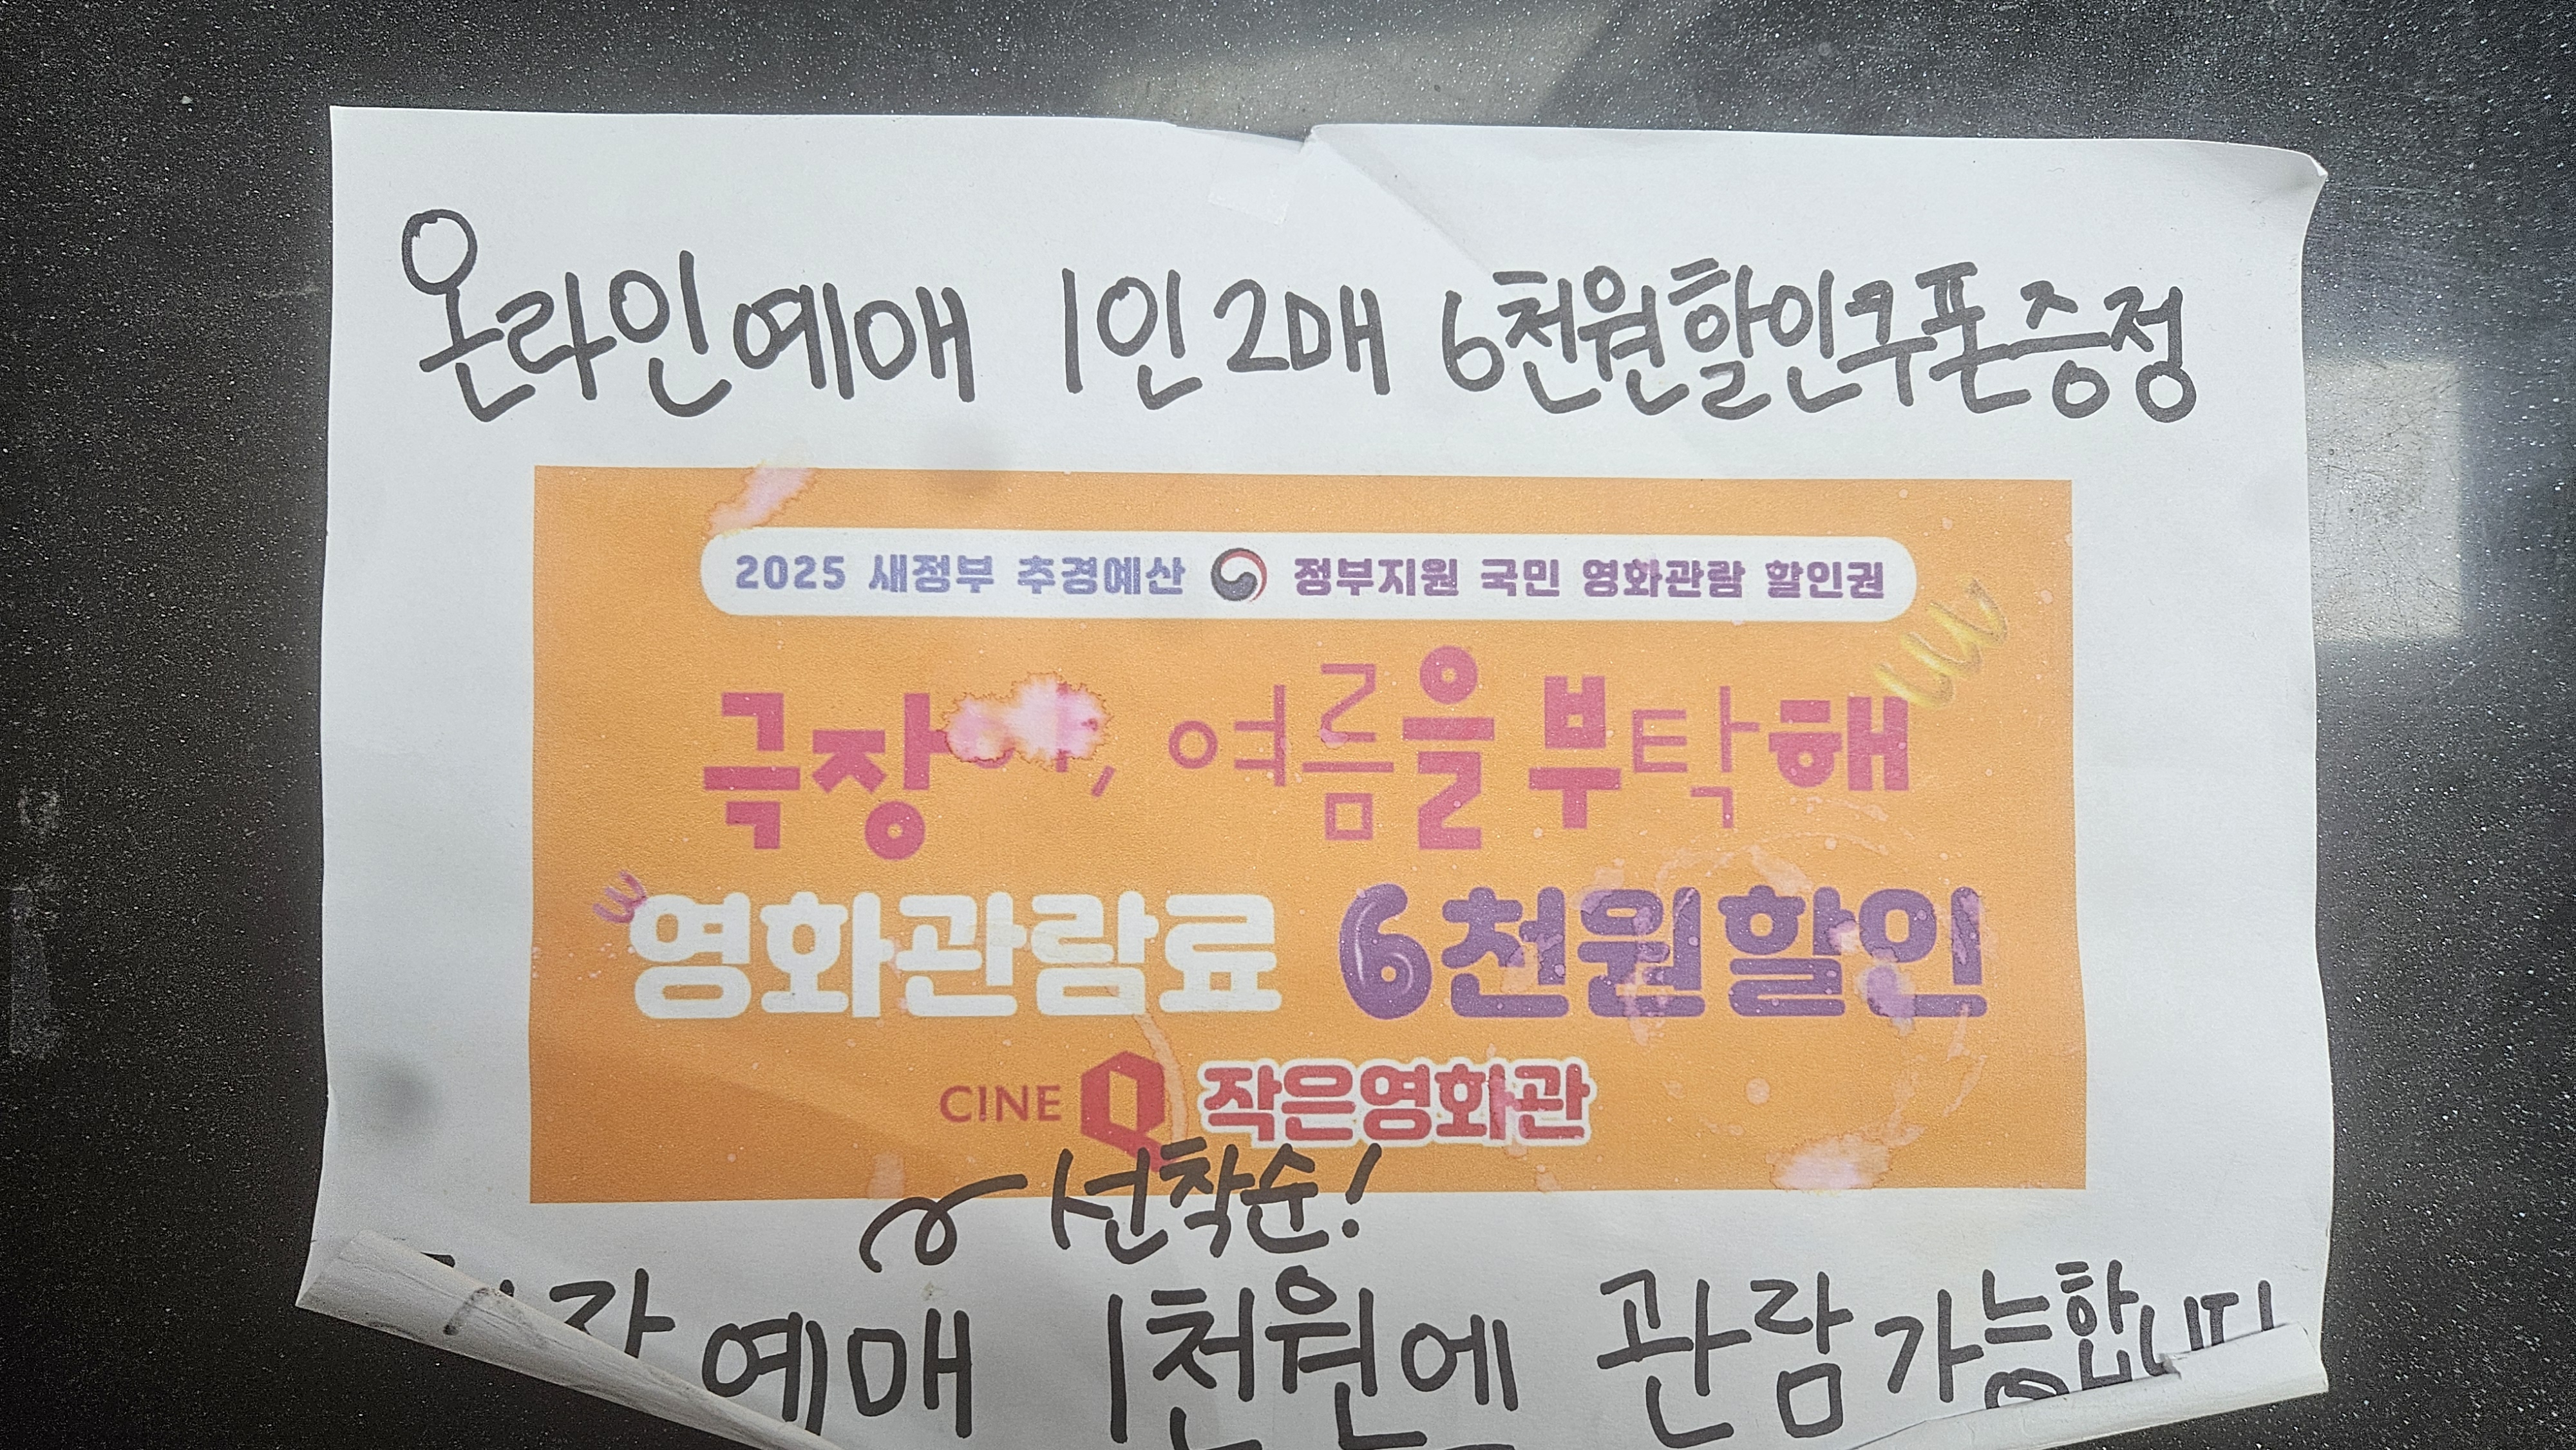 온라인예매 1인 2매 6천원할인쿠폰증정
2025 새정부 추경예산 정부지원 국민 영화관람 할인권
극장야, 여름을 부탁해
영화관람료 6천원할인
CINE Q 작은영화관
선착순!
예매 1천원에 관람가능합니다